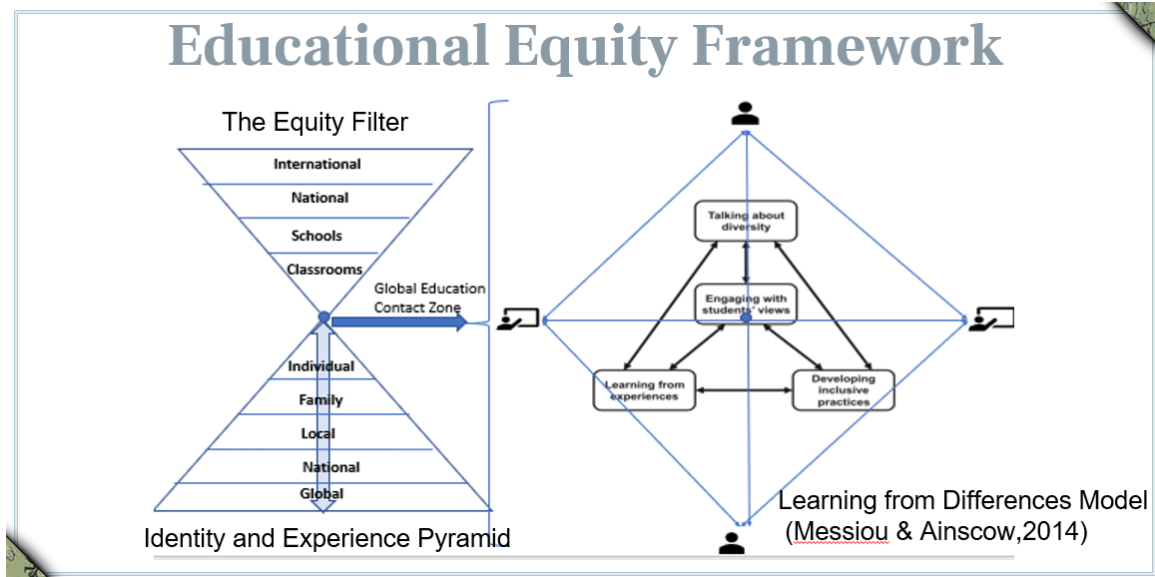 Educational Equity Framework
The Equity Filter
International
National
Schools
Classrooms
Global Education
Contact Zone
Individual
Family
Local
National
Global
Identity and Experience Pyramid
Talking about
diversity
Engaging with
students' views
Learning from
experiences
Developing
inclusive
practices
Learning from Differences Model
(Messiou & Ainscow,2014)